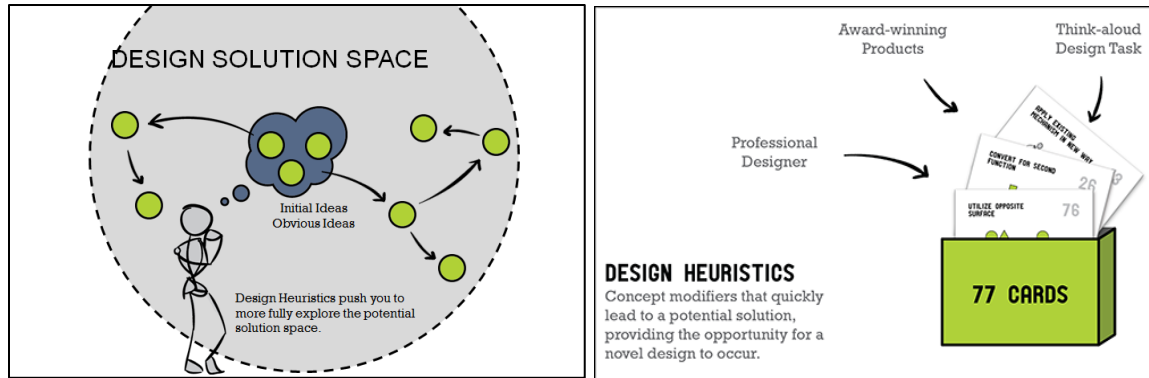 DESIGN SOLUTION SPACE
Initial Ideas
Obvious Ideas
Design Heuristics push you to
more fully explore the potential
solution space.
Award-winning
Products
Think-aloud
Design Task
Professional
Designer
APPLY EXISTING
MECHANISM IN NEW WAY
3
CONVERT FOR SECOND
FUNCTION
26
UTILIZE OPPOSITE
SURFACE
76
77 CARDS
DESIGN HEURISTICS
Concept modifiers that quickly
lead to a potential solution,
providing the opportunity for a
novel design to occur.